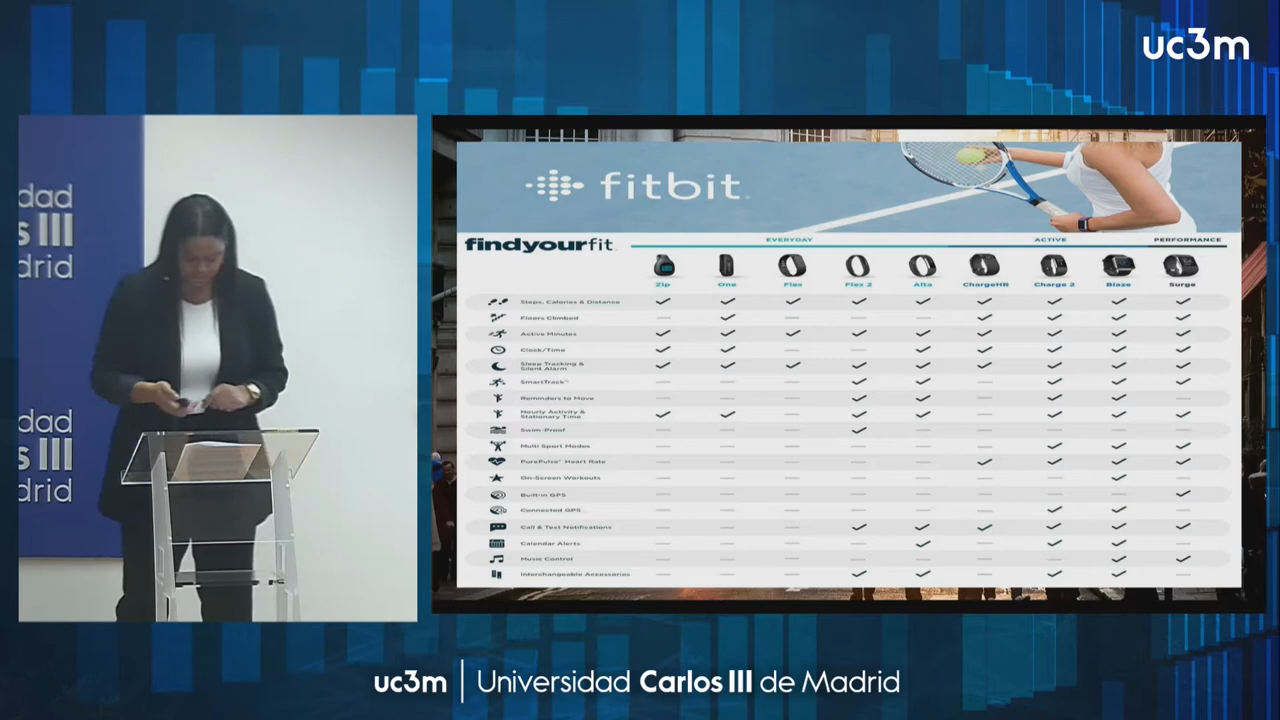 uc3m
dad
s III
drid
dad
s III
drid
fitbit
findyourfit
EVERYDAY
ACTIVE
PERFORMANCE
Zip
One
Flex
Flex 2
Alta
ChargeHR
Charge 2
Blaze
Surge
Steps, Calories & Distance
Floors Climbed
Active Minutes
Clock/Time
Sleep Tracking &
Silent Alarm
SmartTrack™
Reminders to Move
Hourly Activity &
Stationary Time
Swim-Proof
Multi Sport Modes
PurePulse® Heart Rate
On-Screen Workouts
Built-in GPS
Connected GPS
Call & Text Notifications
Calendar Alerts
Music Control
Interchangeable Accessories
uc3m | Universidad Carlos III de Madrid